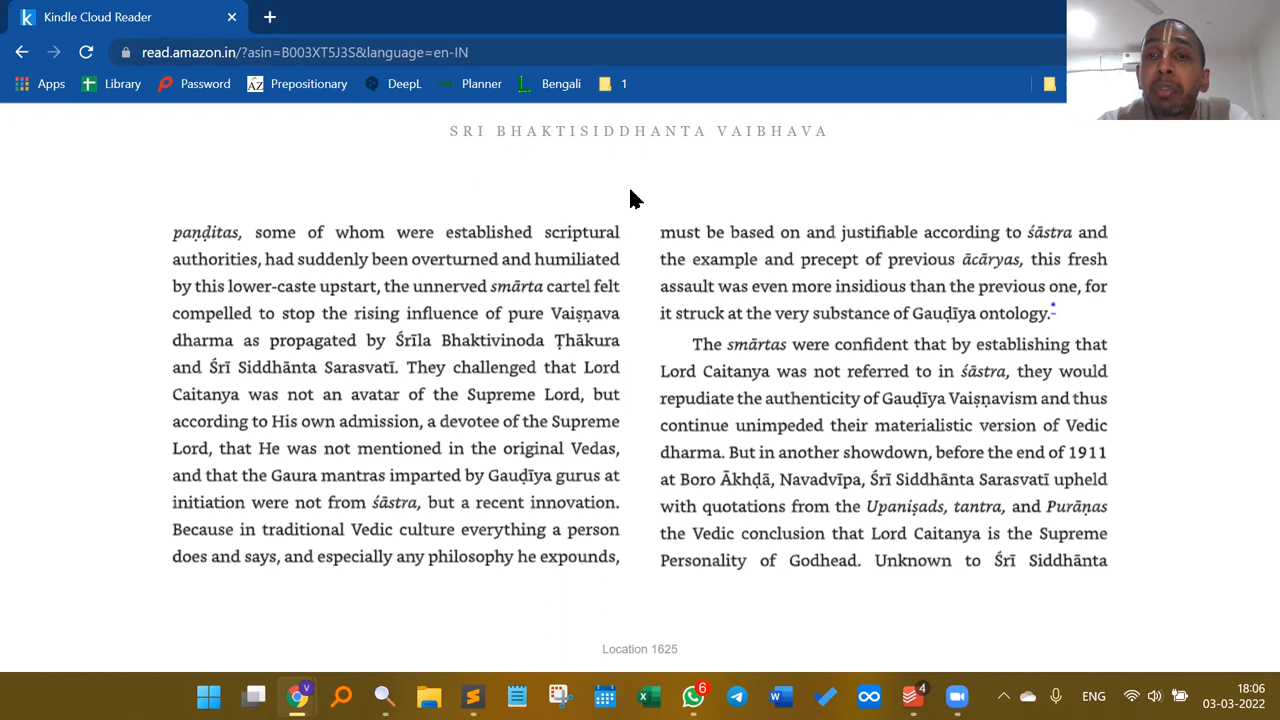 Kindle Cloud Reader
read.amazon.in/?asin=B003XT5J3S&language=en-IN
Apps Library Password AZ Prepositionary DeepL Planner Bengali 1
SRI BHAKTISIDDHANTA VAIBHAVA
paṇḍitas, some of whom were established scriptural
authorities, had suddenly been overturned and humiliated
by this lower-caste upstart, the unnerved smārta cartel felt
compelled to stop the rising influence of pure Vaiṣṇava
dharma as propagated by Śrīla Bhaktivinoda Ṭhākura
and Śrī Siddhānta Sarasvatī. They challenged that Lord
Caitanya was not an avatar of the Supreme Lord, but
according to His own admission, a devotee of the Supreme
Lord, that He was not mentioned in the original Vedas,
and that the Gaura mantras imparted by Gauḍīya gurus at
initiation were not from śāstra, but a recent innovation.
Because in traditional Vedic culture everything a person
does and says, and especially any philosophy he expounds,
must be based on and justifiable according to śāstra and
the example and precept of previous ācāryas, this fresh
assault was even more insidious than the previous one, for
it struck at the very substance of Gauḍīya ontology.*
The smārtas were confident that by establishing that
Lord Caitanya was not referred to in śāstra, they would
repudiate the authenticity of Gauḍīya Vaiṣṇavism and thus
continue unimpeded their materialistic version of Vedic
dharma. But in another showdown, before the end of 1911
at Boro Ākhḍā, Navadvīpa, Śrī Siddhānta Sarasvatī upheld
with quotations from the Upaniṣads, tantra, and Purāṇas
the Vedic conclusion that Lord Caitanya is the Supreme
Personality of Godhead. Unknown to Śrī Siddhānta
Location 1625
V 6 4 ENG 18:06
03-03-2022